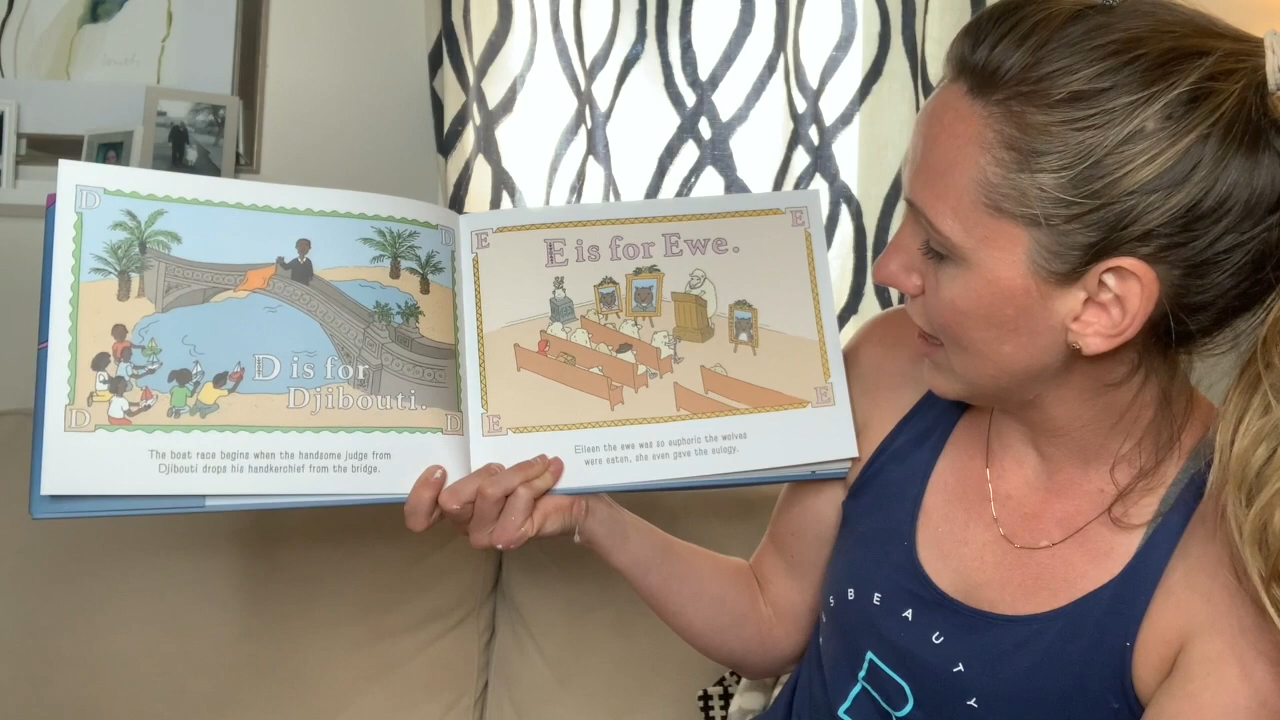 D
D
D is for
Djibouti.
D
D
The boat race begins when the handsome judge from
Djibouti drops his handkerchief from the bridge.
E
E
E is for Ewe.
E
E
Eileen the ewe was so euphoric the wolves
were eaten, she even gave the eulogy.
S BEAUTY